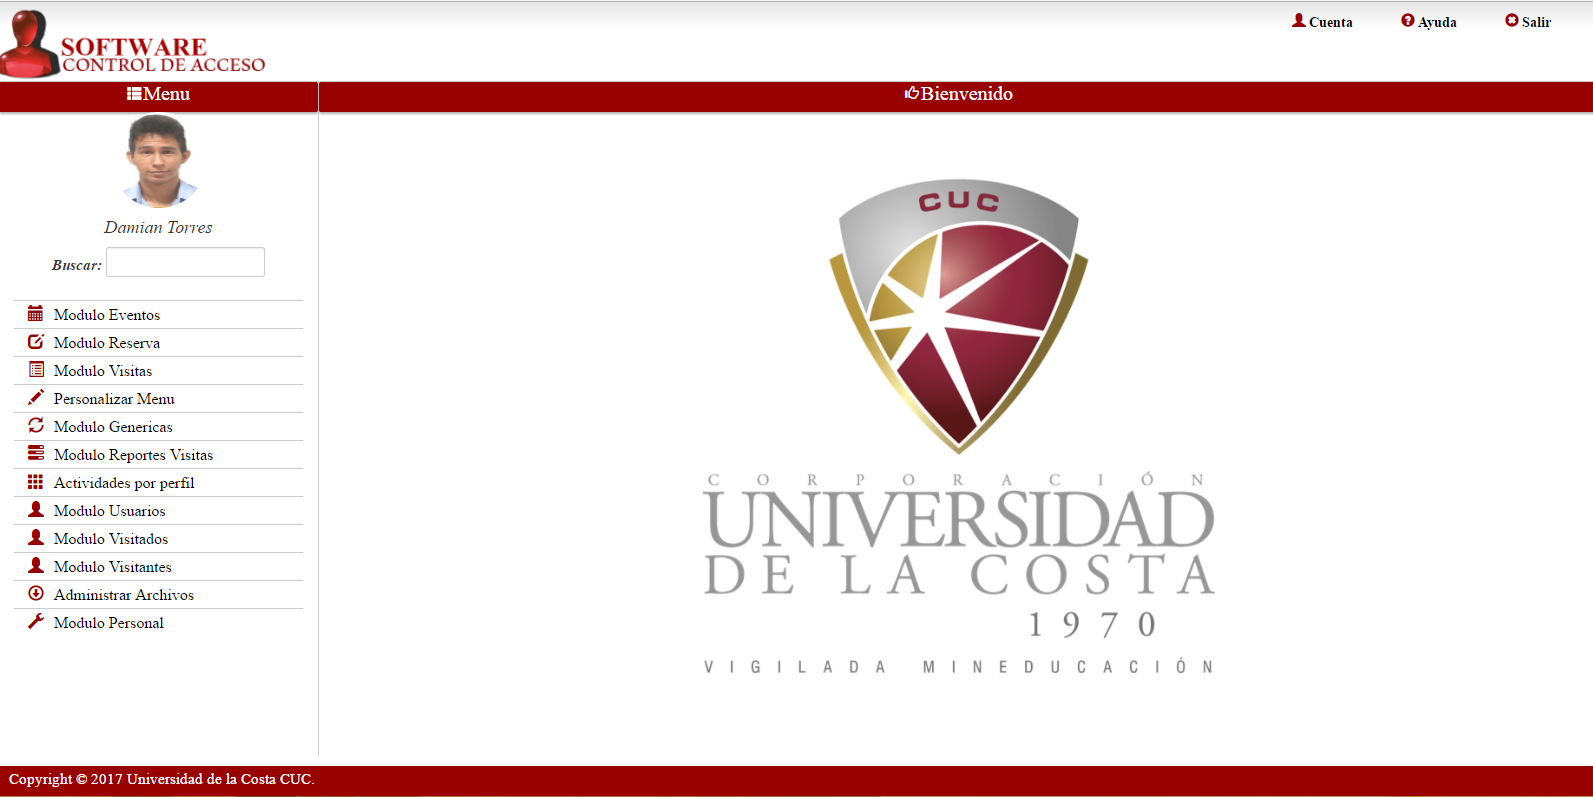 Cuenta
Ayuda
Salir
SOFTWARE
CONTROL DE ACCESO
Menu
Bienvenido
Damian Torres
Buscar:
Modulo Eventos
Modulo Reserva
Modulo Visitas
Personalizar Menu
Modulo Genericas
Modulo Reportes Visitas
Actividades por perfil
Modulo Usuarios
Modulo Visitados
Modulo Visitantes
Administrar Archivos
Modulo Personal
CUC
CORPORACIÓN
UNIVERSIDAD
DE LA COSTA
1970
VIGILADA MINEDUCACIÓN
Copyright © 2017 Universidad de la Costa CUC.